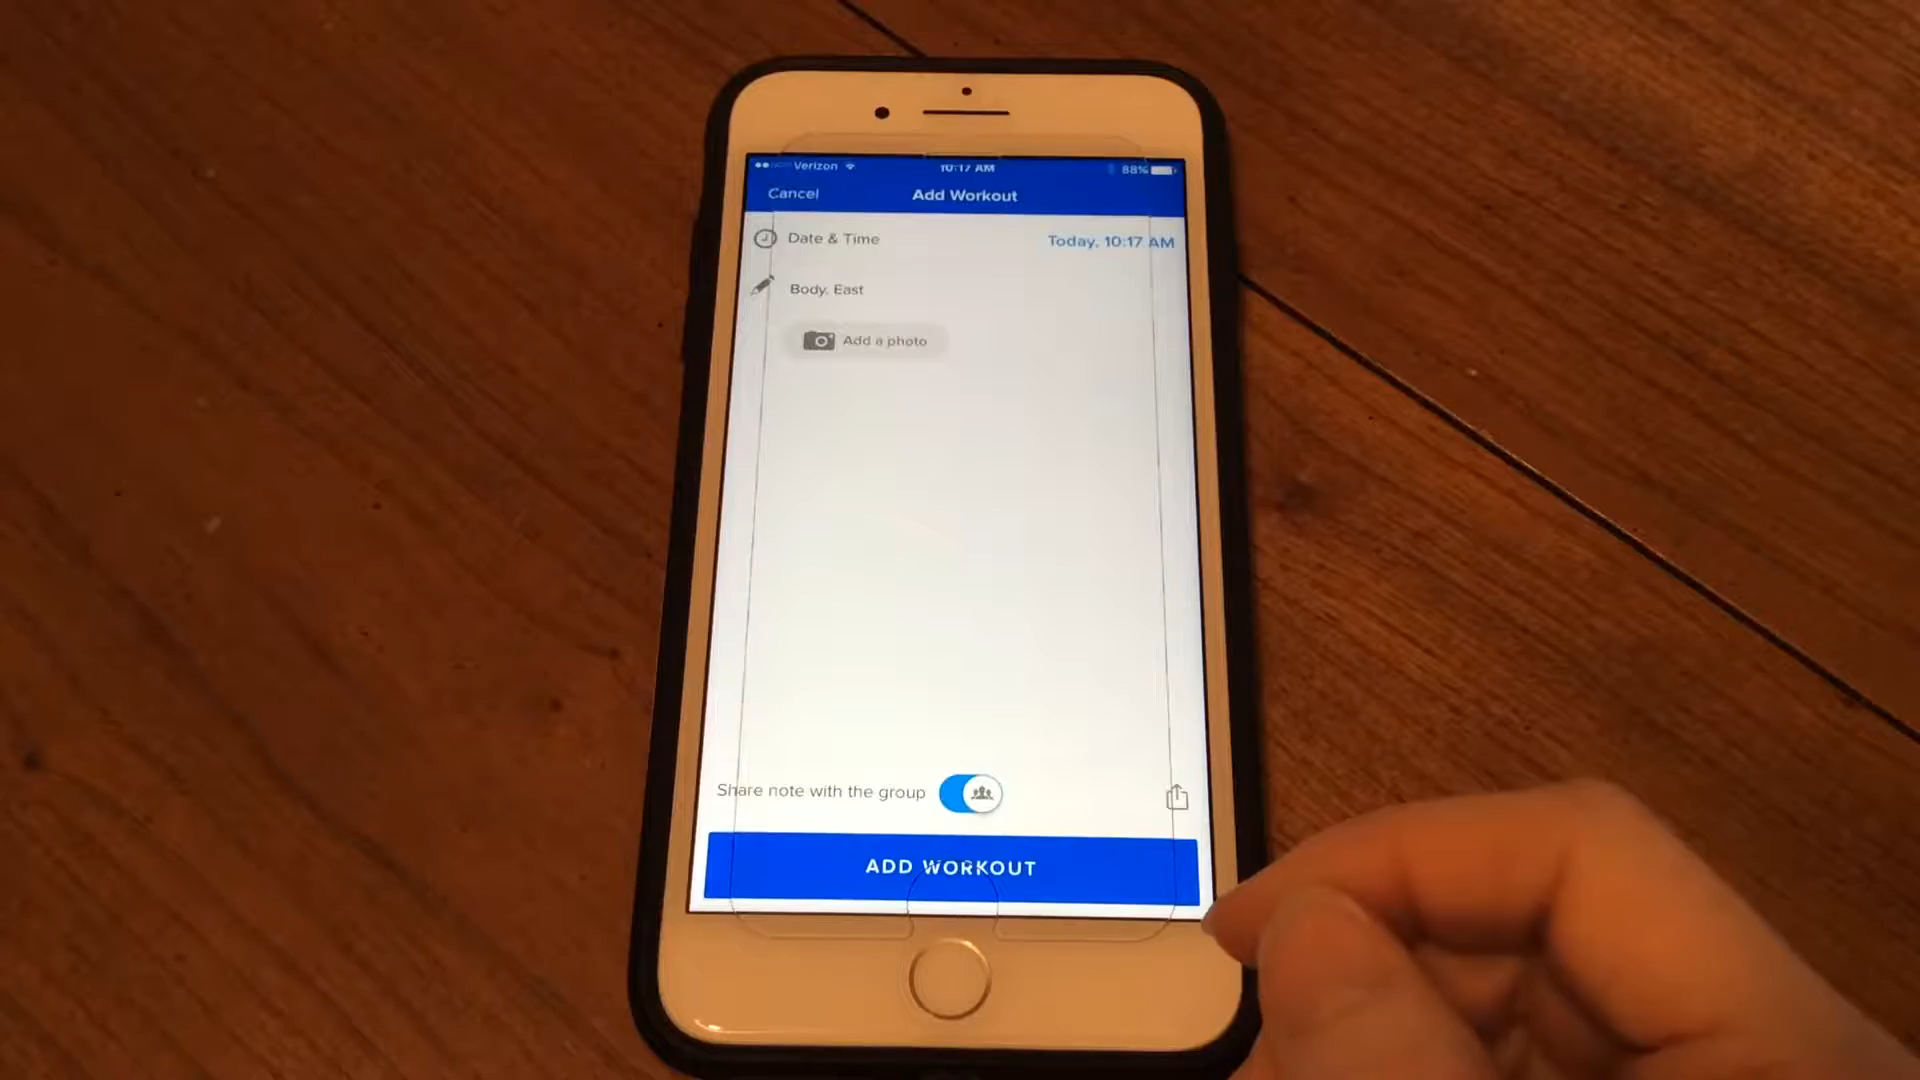 Verizon 10:17 AM 88%
Cancel Add Workout
Date & Time Today, 10:17 AM
Body. East
Add a photo
Share note with the group
ADD WORKOUT